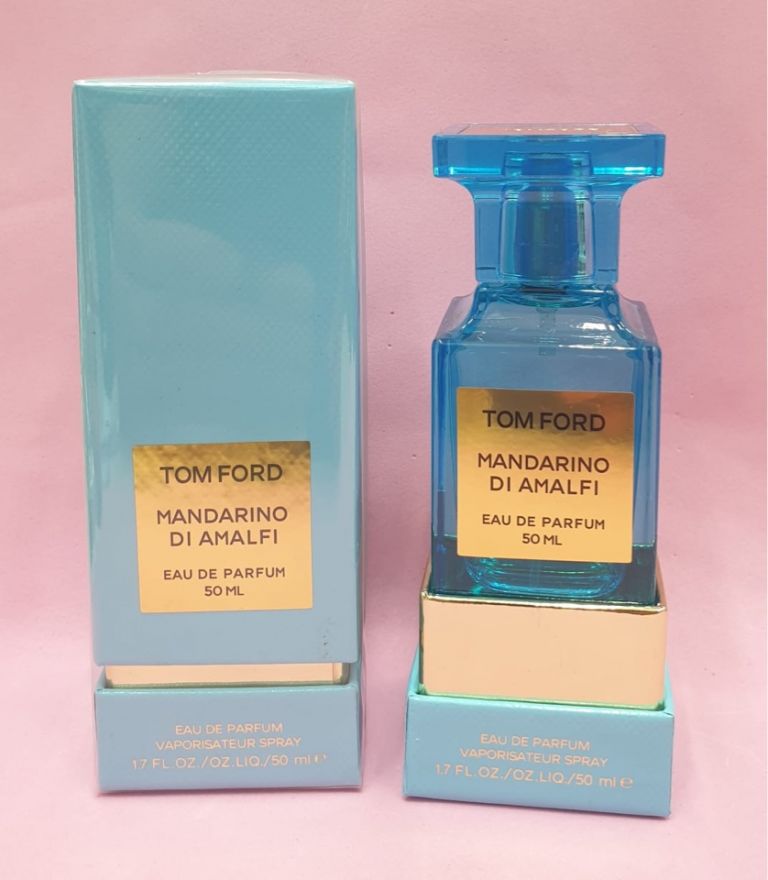 TOM FORD
MANDARINO
DI AMALFI
EAU DE PARFUM
50 ML
EAU DE PARFUM
VAPORISATEUR SPRAY
1.7 FL.OZ./OZ.LIQ./50 ml ℮
TOM FORD
MANDARINO
DI AMALFI
EAU DE PARFUM
50 ML
EAU DE PARFUM
VAPORISATEUR SPRAY
1.7 FL.OZ./OZ.LIQ./50 ml ℮